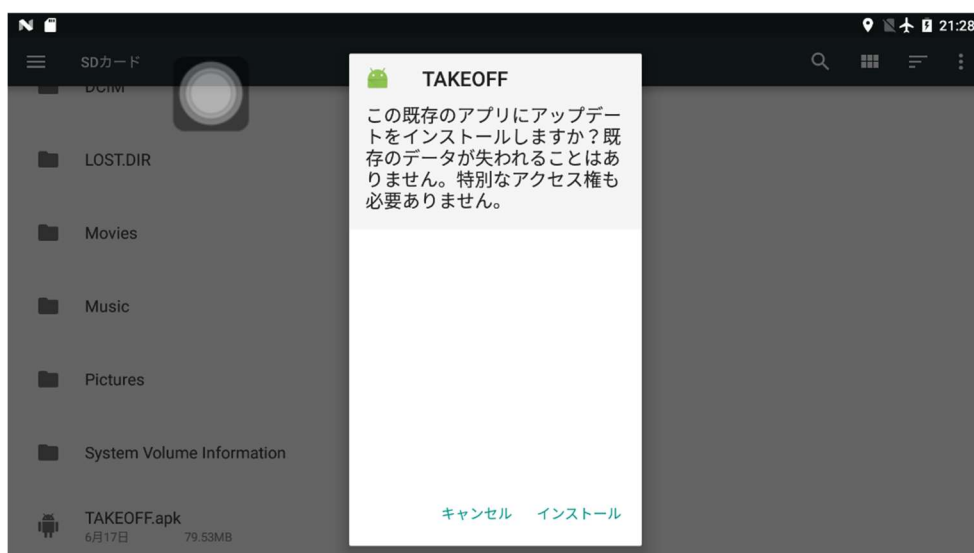 21:28
SDカード
DCIM
LOST.DIR
Movies
Music
Pictures
System Volume Information
TAKEOFF.apk
6月17日 79.53MB
TAKEOFF
この既存のアプリにアップデー
トをインストールしますか？既
存のデータが失われることはあ
りません。特別なアクセス権も
必要ありません。
キャンセル インストール